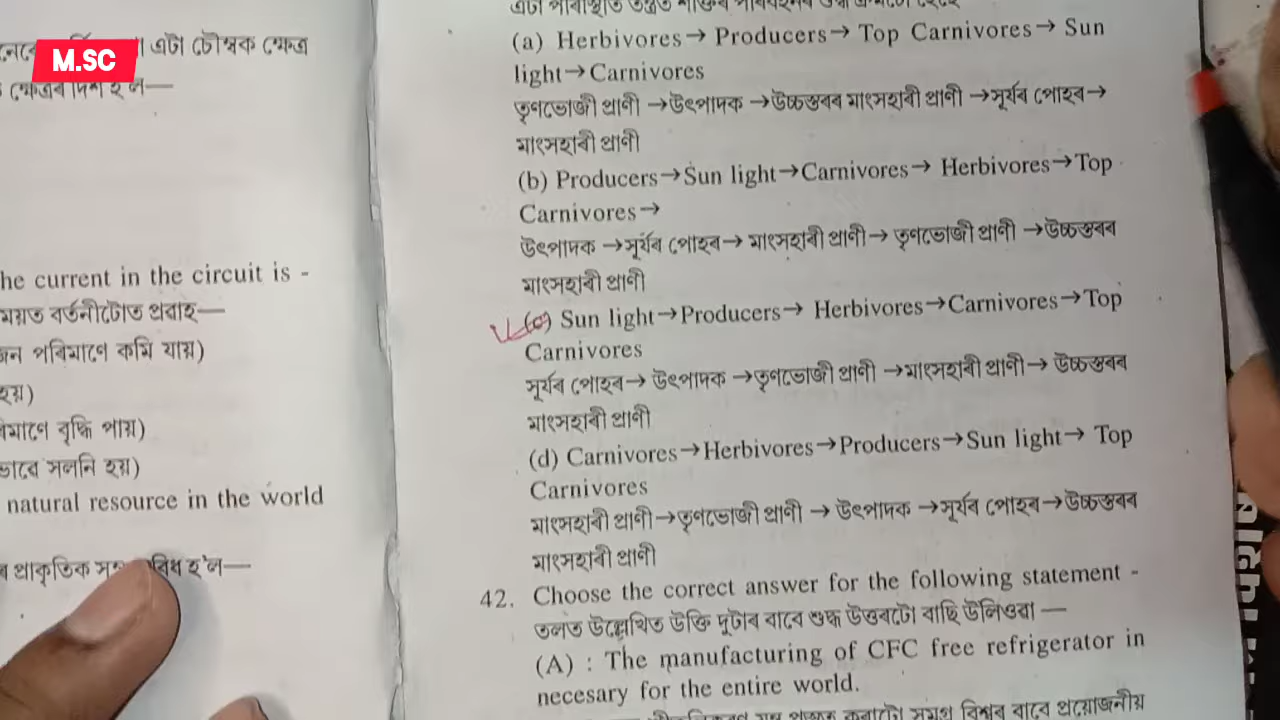 এটা চৌম্বক ক্ষেত্ৰ
M.SC
he current in the circuit is -
ময়ত বৰ্তনীটোত প্ৰবাহ—
জন পৰিমাণে কমি যায়)
হয়)
বিমাণে বৃদ্ধি পায়)
ভাবে সলনি হয়)
natural resource in the world
ৰ প্ৰাকৃতিক হ'ল—
(a) Herbivores→ Producers→ Top Carnivores→ Sun
light→Carnivores
তৃণভোজী প্ৰাণী →উৎপাদক →উচ্চস্তৰৰ মাংসহাৰী প্ৰাণী →সূৰ্যৰ পোহৰ→
মাংসহাৰী প্ৰাণী
(b) Producers→Sun light→Carnivores→ Herbivores→Top
Carnivores→
উৎপাদক →সূৰ্যৰ পোহৰ→ মাংসহাৰী প্ৰাণী→ তৃণভোজী প্ৰাণী →উচ্চস্তৰৰ
মাংসহাৰী প্ৰাণী
(c) Sun light→Producers→ Herbivores→Carnivores→Top
Carnivores
সূৰ্যৰ পোহৰ→ উৎপাদক →তৃণভোজী প্ৰাণী →মাংসহাৰী প্ৰাণী→ উচ্চস্তৰৰ
মাংসহাৰী প্ৰাণী
(d) Carnivores→Herbivores→Producers→Sun light→ Top
Carnivores
মাংসহাৰী প্ৰাণী→তৃণভোজী প্ৰাণী → উৎপাদক →সূৰ্যৰ পোহৰ→উচ্চস্তৰৰ
মাংসহাৰী প্ৰাণী
42. Choose the correct answer for the following statement -
তলত উল্লেখিত উক্তি দুটাৰ বাবে শুদ্ধ উত্তৰটো বাছি উলিওৱা —
(A) : The manufacturing of CFC free refrigerator in
necesary for the entire world.
সমগ্ৰ বিশ্বৰ বাবে প্ৰয়োজনীয়